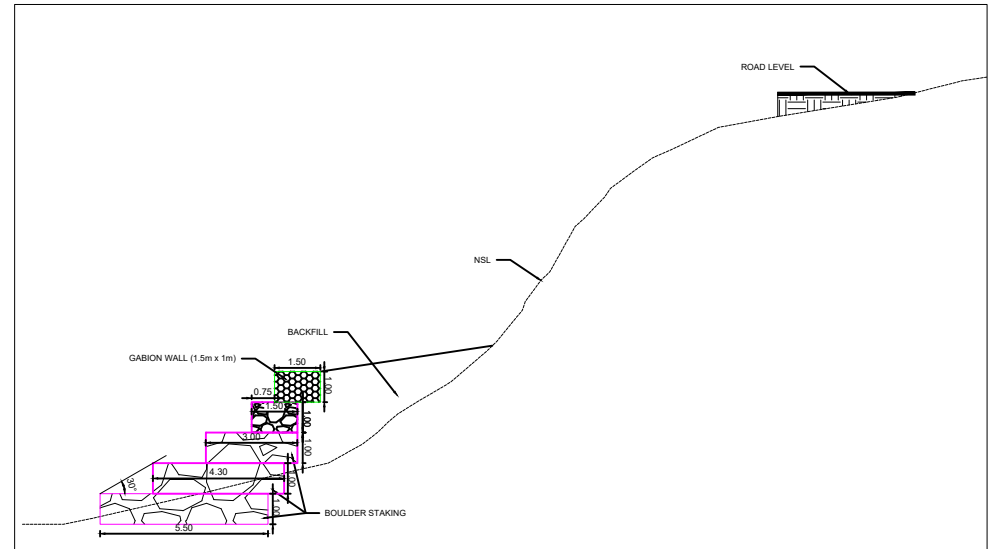 ROAD LEVEL
NSL
BACKFILL
GABION WALL (1.5m x 1m)
1.50
1.00
0.75
1.50
1.00
3.00
1.00
4.30
1.00
30°
1.00
BOULDER STAKING
5.50